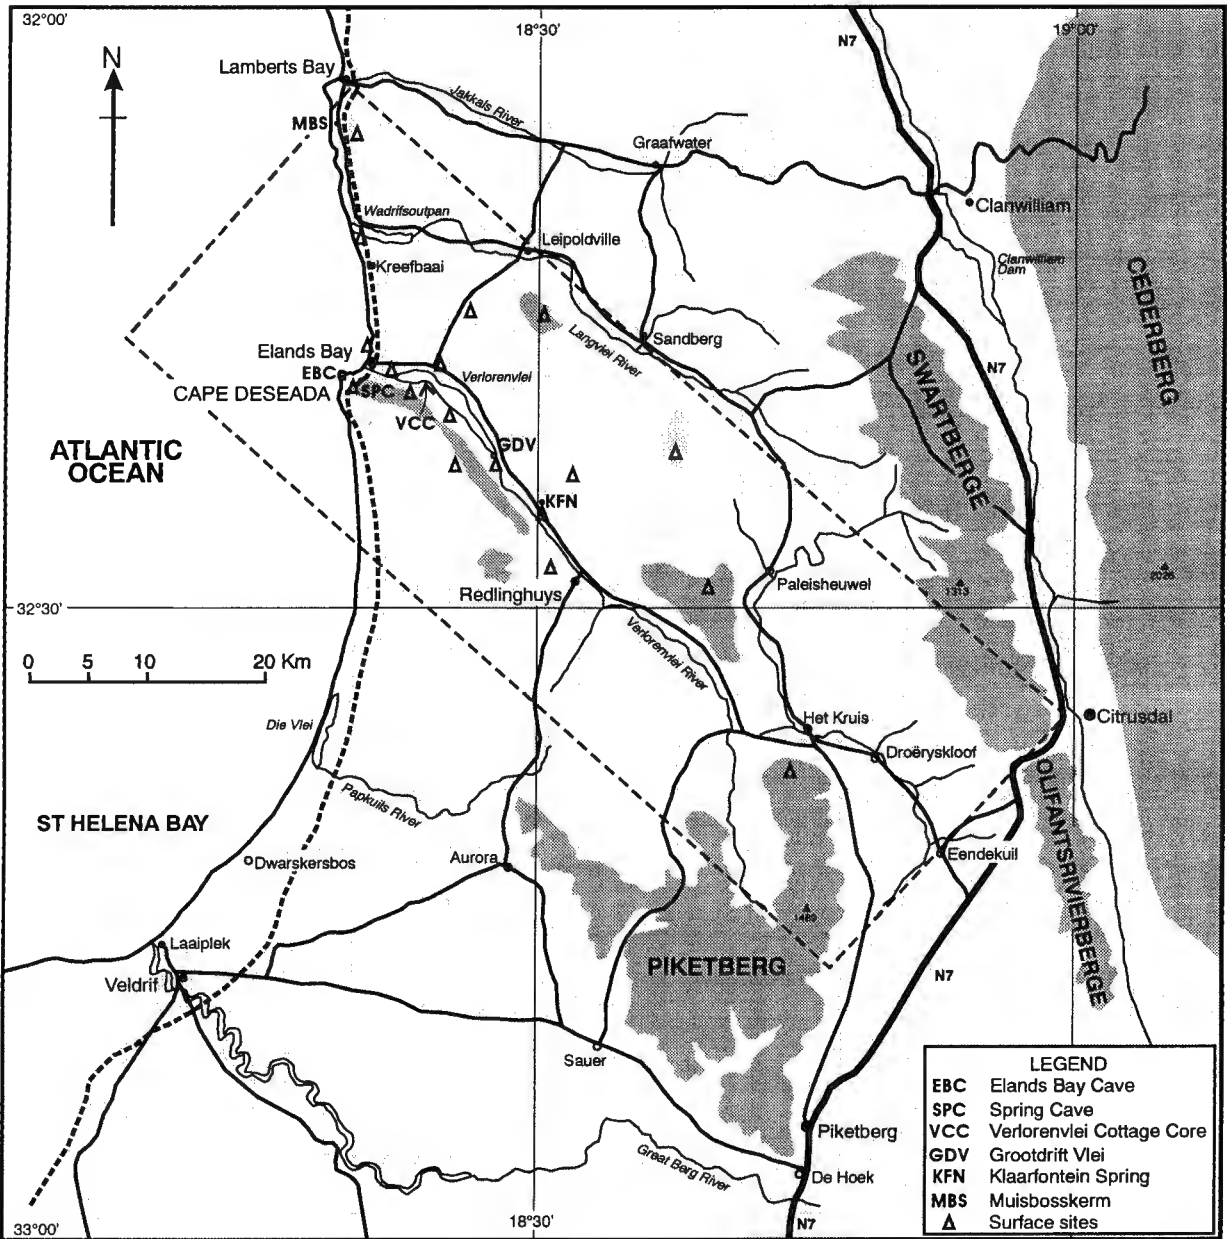 32°00'
18°30'
19°00'
N7
N
Lamberts Bay
Jakkals River
MBS
Graafwater
Clanwilliam
Wadrifsoutpan
Leipoldville
Clanwilliam
Dam
Kreefbaai
CEDERBERG
Langvlei River
Sandberg
Elands Bay
EBC
Verlorenvlei
SWARTBERGE
N7
CAPE DESEADA
SPC
VCC
GDV
ATLANTIC
OCEAN
KFN
Redlinghuys
Paleisheuwel
1313
2026
32°30'
Verlorenvlei River
0 5 10 20 Km
Die Vlei
Het Kruis
Citrusdal
Droëryskloof
Papkuils River
OLIFANTSRIVIERBERGE
ST HELENA BAY
Dwarskersbos
Aurora
Eendekuil
Laaiplek
Veldrif
PIKETBERG
N7
Sauer
Piketberg
Great Berg River
De Hoek
33°00'
18°30'
N7
LEGEND
EBC Elands Bay Cave
SPC Spring Cave
VCC Verlorenvlei Cottage Core
GDV Grootdrift Vlei
KFN Klaarfontein Spring
MBS Muisbosskerm
Surface sites